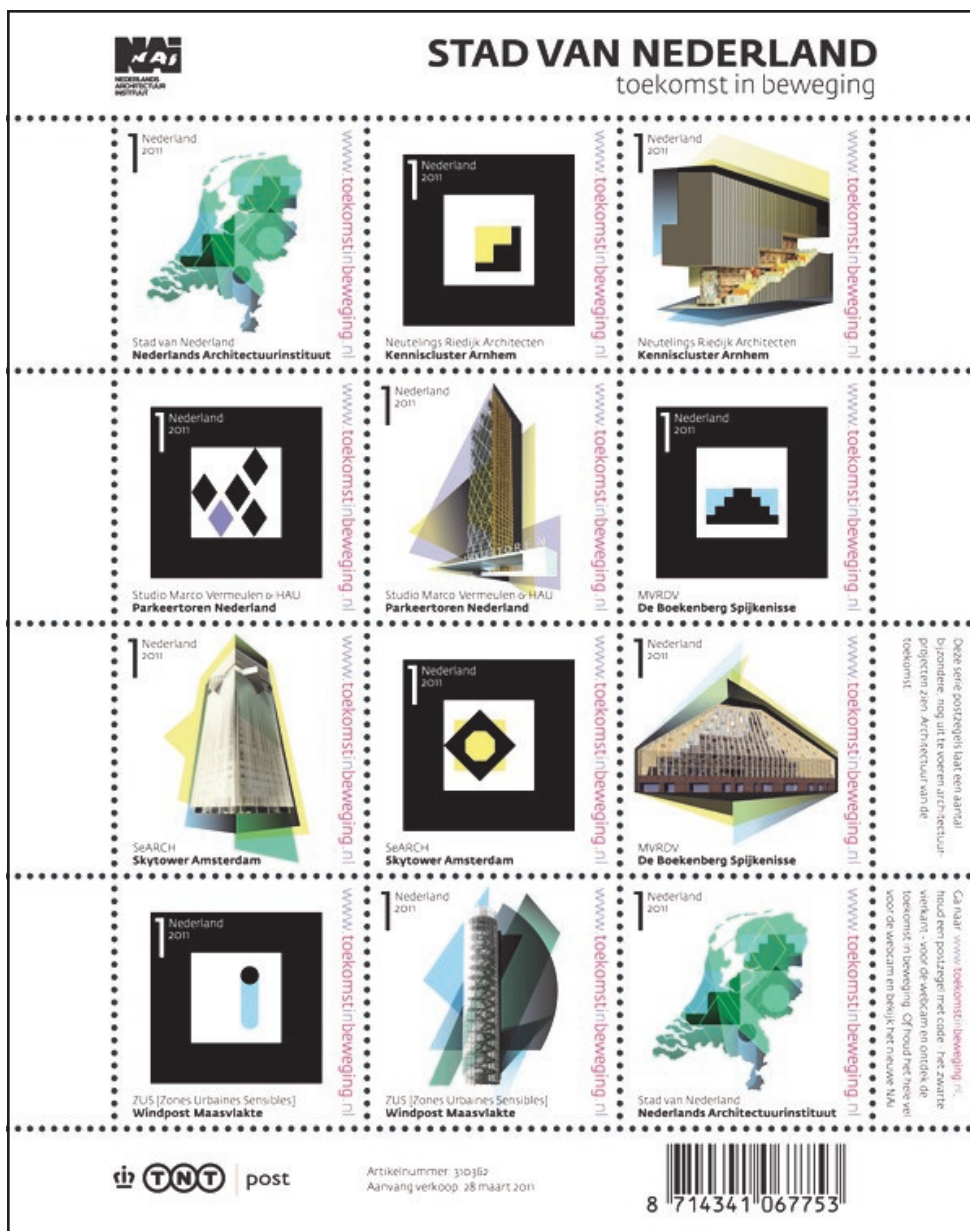 NAi
NAi
NEDERLANDS
ARCHITECTUUR
INSTITUUT
STAD VAN NEDERLAND
toekomst in beweging
1 Nederland
2011
www.toekomstinbeweging.nl
Stad van Nederland
Nederlands Architectuurinstituut
1 Nederland
2011
www.toekomstinbeweging.nl
Neutelings Riedijk Architecten
Kenniscluster Arnhem
1 Nederland
2011
www.toekomstinbeweging.nl
Neutelings Riedijk Architecten
Kenniscluster Arnhem
1 Nederland
2011
www.toekomstinbeweging.nl
Studio Marco Vermeulen & HAU
Parkeertoren Nederland
1 Nederland
2011
www.toekomstinbeweging.nl
Studio Marco Vermeulen & HAU
Parkeertoren Nederland
1 Nederland
2011
www.toekomstinbeweging.nl
MVRDV
De Boekenberg Spijkenisse
1 Nederland
2011
www.toekomstinbeweging.nl
SeARCH
Skytower Amsterdam
1 Nederland
2011
www.toekomstinbeweging.nl
SeARCH
Skytower Amsterdam
1 Nederland
2011
www.toekomstinbeweging.nl
MVRDV
De Boekenberg Spijkenisse
Deze serie postzegels laat een aantal
bijzondere, nog uit te voeren architectuur-
projecten zien. Architectuur van de
toekomst.
1 Nederland
2011
www.toekomstinbeweging.nl
ZUS [Zones Urbaines Sensibles]
Windpost Maasvlakte
1 Nederland
2011
www.toekomstinbeweging.nl
ZUS [Zones Urbaines Sensibles]
Windpost Maasvlakte
1 Nederland
2011
www.toekomstinbeweging.nl
Stad van Nederland
Nederlands Architectuurinstituut
Ga naar www.toekomstinbeweging.nl,
houd een postzegel met code - het zwarte
vierkant - voor de webcam en ontdek de
toekomst in beweging. Of houd het hele vel
voor de webcam en bekijk het nieuwe NAi
TNT post
Artikelnummer: 310362
Aanvang verkoop: 28 maart 2011
8 714341 067753